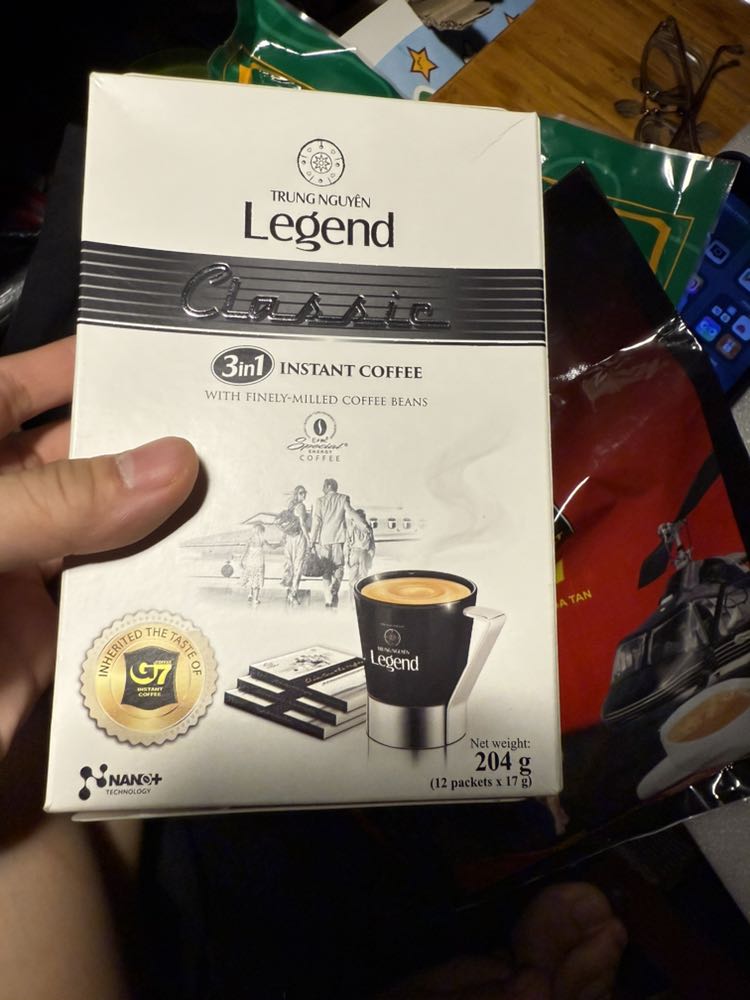 TRUNG NGUYÊN
Legend
Classic
3in1 INSTANT COFFEE
WITH FINELY-MILLED COFFEE BEANS
Special
ENERGY
COFFEE
TRUNG NGUYÊN
Legend
INHERITED THE TASTE OF
G7
INSTANT
COFFEE
Net weight:
204 g
(12 packets x 17 g)
NANO+
TECHNOLOGY
A TAN